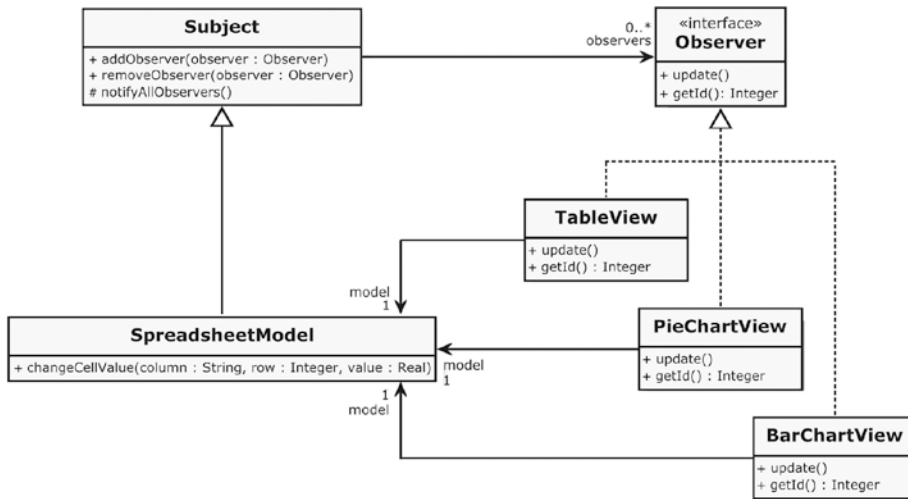 Subject
+ addObserver(observer : Observer)
+ removeObserver(observer : Observer)
# notifyAllObservers()
0..*
observers
«interface»
Observer
+ update()
+ getId(): Integer
TableView
+ update()
+ getId() : Integer
model
1
SpreadsheetModel
+ changeCellValue(column : String, row : Integer, value : Real)
model
1
PieChartView
+ update()
+ getId() : Integer
1
model
BarChartView
+ update()
+ getId() : Integer